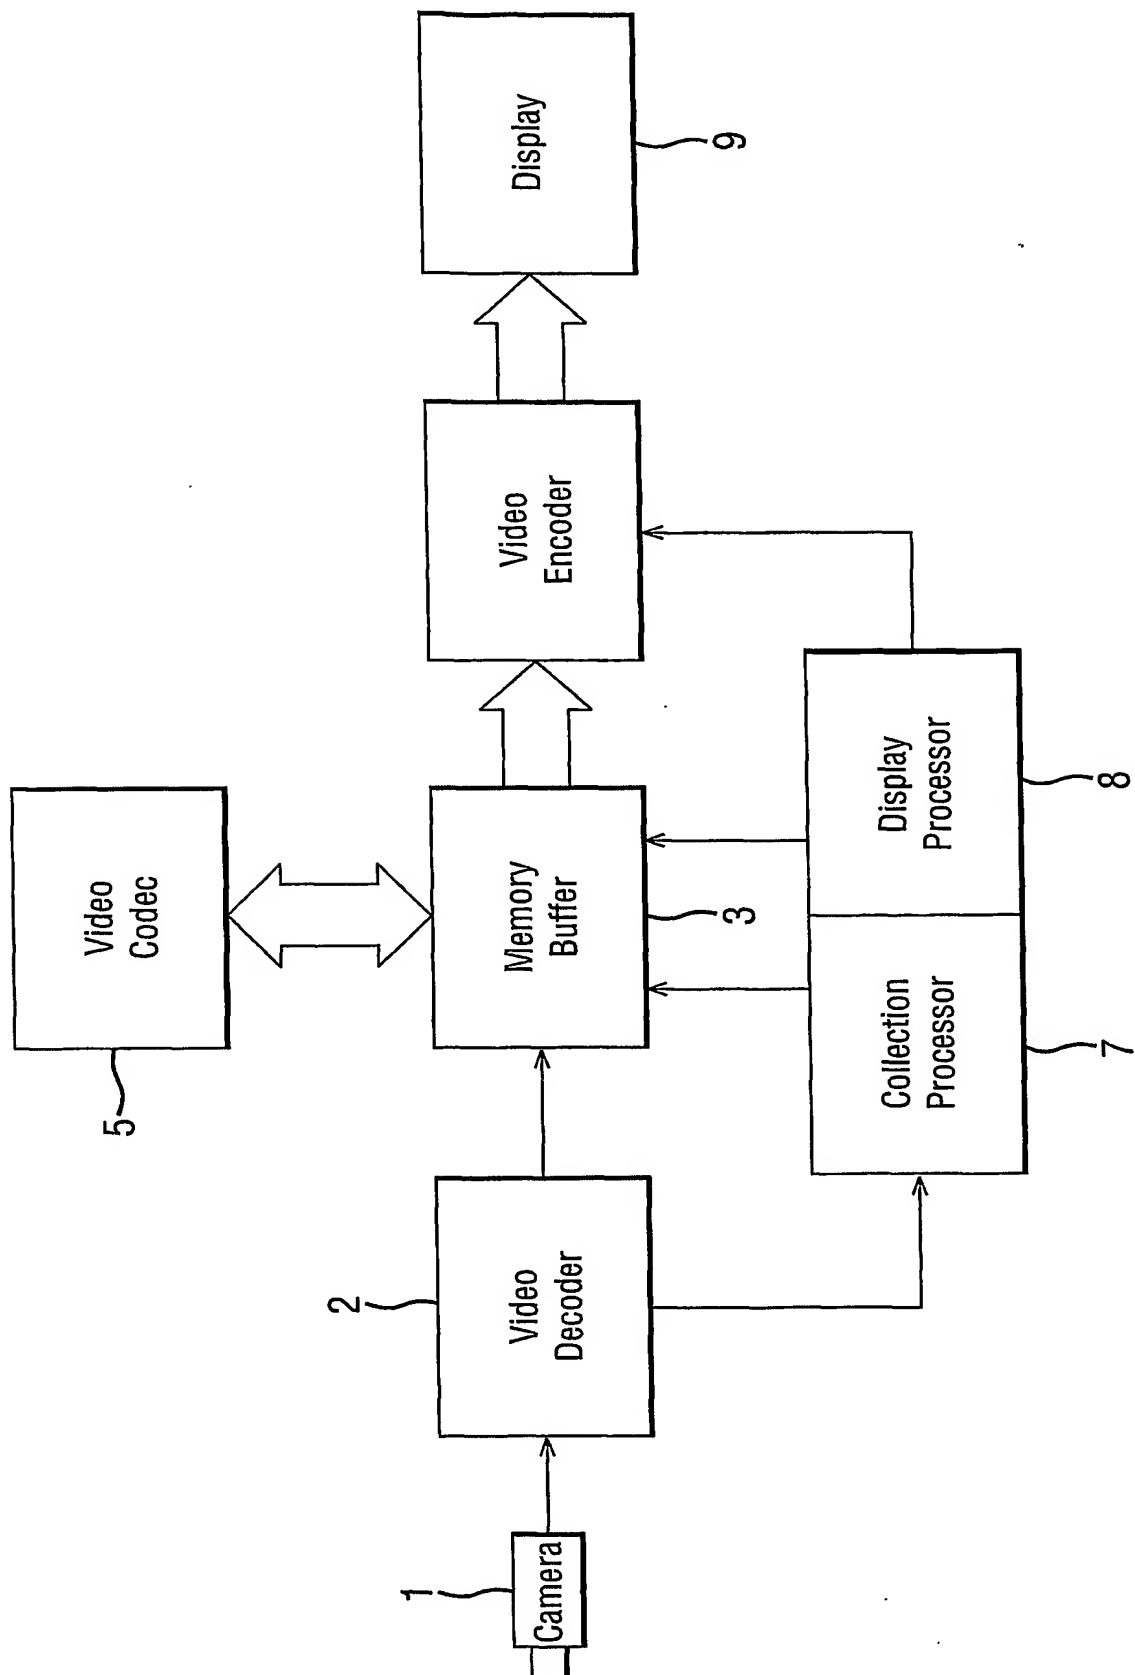 1
Camera
2
Video
Decoder
5
Video
Codec
Memory
Buffer
3
Video
Encoder
Display
9
Collection
Processor
7
Display
Processor
8